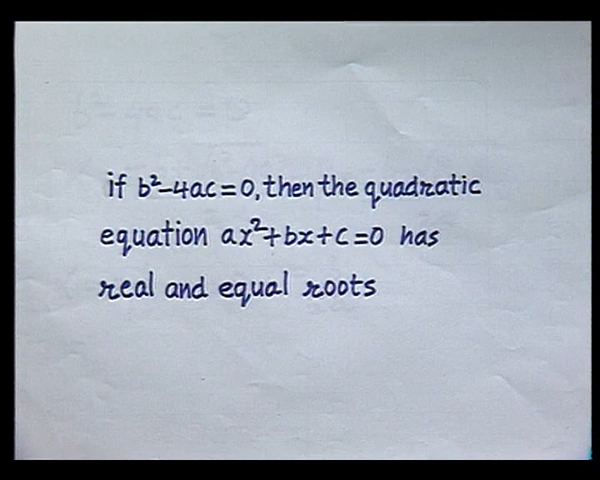 if b²-4ac=0, then the quadratic
equation ax²+bx+c=0 has
real and equal roots